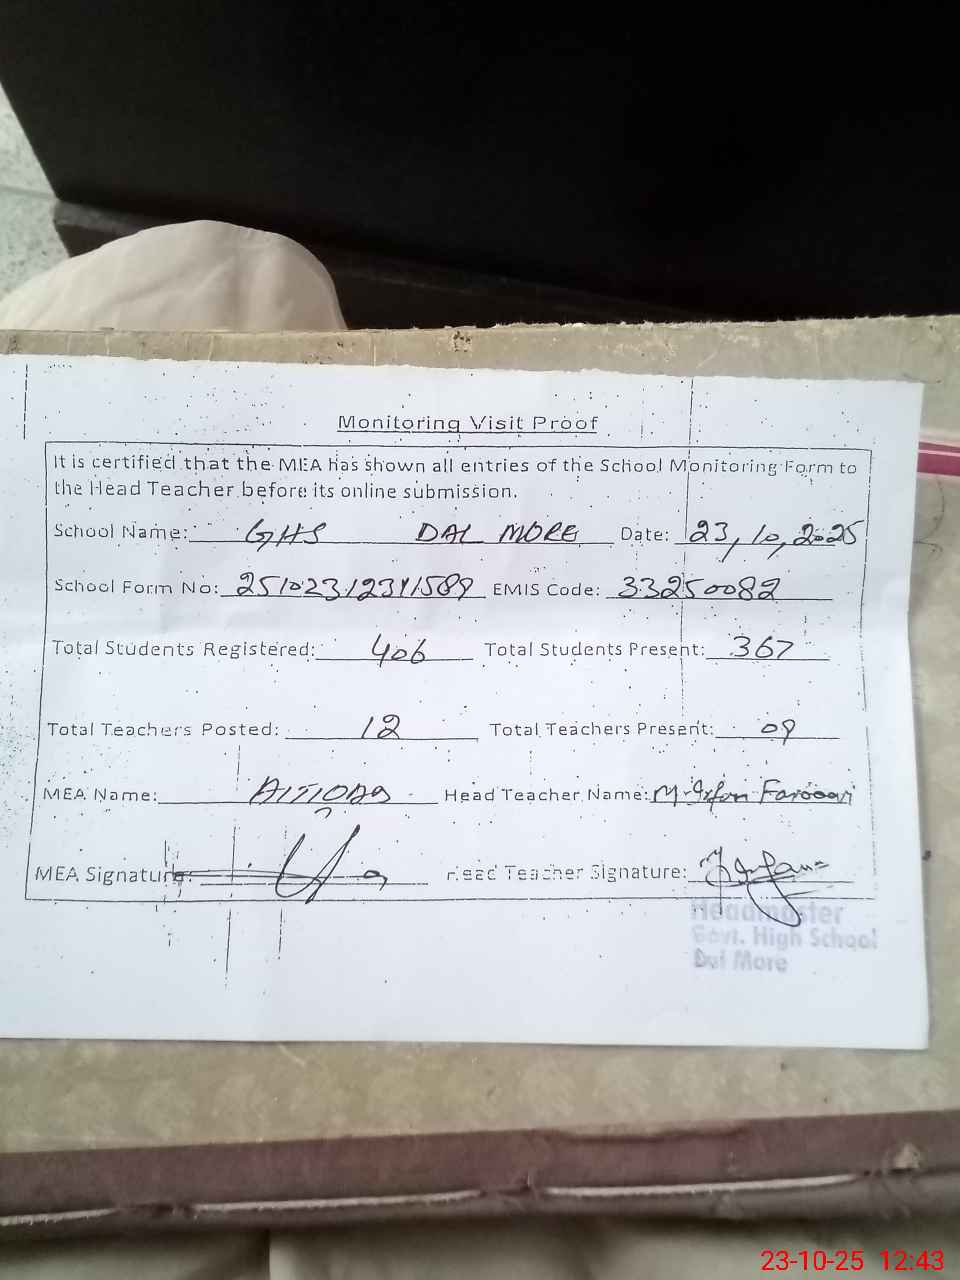 Monitoring Visit Proof
It is certified that the MEA has shown all entries of the School Monitoring Form to
the Head Teacher before its online submission.
School Name: GHS DAL MORE Date: 23,10,2025
School Form No: EMIS Code: 33250082
Total Students Registered: 406 Total Students Present: 367
Total Teachers Posted: 12 Total Teachers Present: 09
MEA Name: Head Teacher Name: M. Irfan Farooqi
MEA Signature: Head Teacher Signature:
Headmaster
Govt. High School
Dal More
23-10-25 12:43